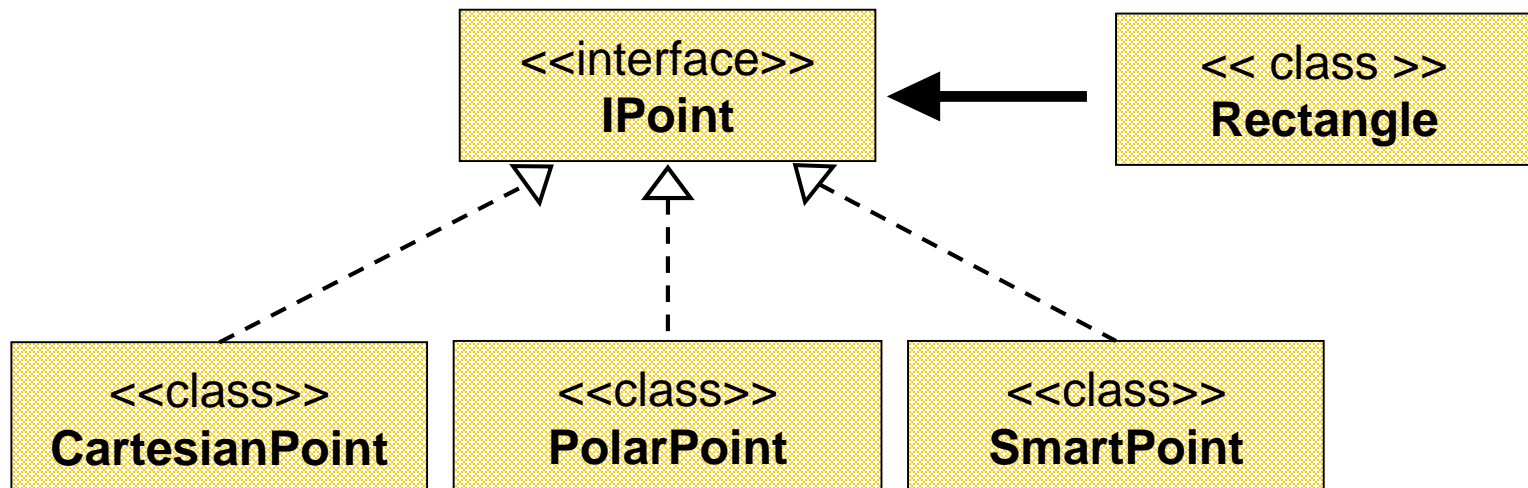 <<interface>>
IPoint
<< class >>
Rectangle
<<class>>
CartesianPoint
<<class>>
PolarPoint
<<class>>
SmartPoint